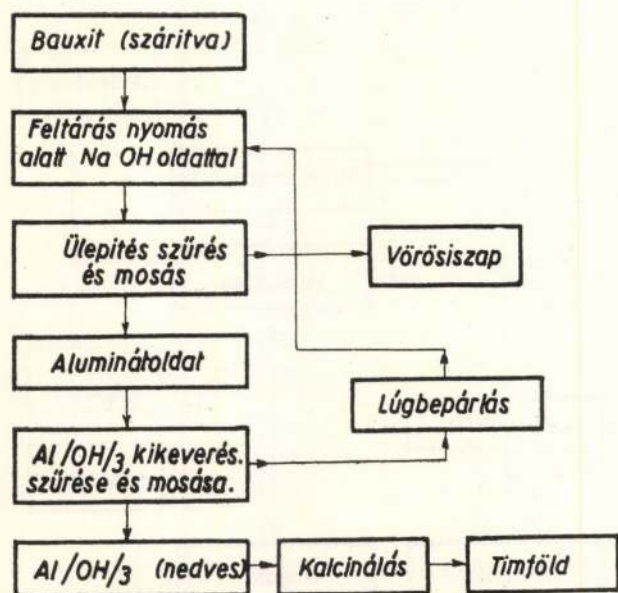 Bauxit (szárítva)
Feltárás nyomás
alatt Na OH oldattal
Ülepítés szűrés
és mosás
Vörösiszap
Aluminátoldat
Lúgbepárlás
Al/OH/3 kikeverés.
szűrése és mosása.
Al/OH/3 (nedves)
Kalcinálás
Timföld